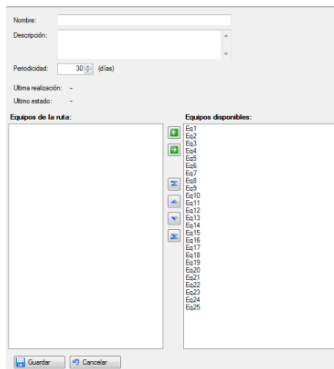 Nombre:
Descripción:
Periodicidad: 30 (días)
Ultima realización: -
Ultimo estado: -
Equipos de la ruta: Equipos disponibles:
Eq1
Eq2
Eq3
Eq4
Eq5
Eq6
Eq7
Eq8
Eq9
Eq10
Eq11
Eq12
Eq13
Eq14
Eq15
Eq16
Eq17
Eq18
Eq19
Eq20
Eq21
Eq22
Eq23
Eq24
Eq25
Guardar Cancelar